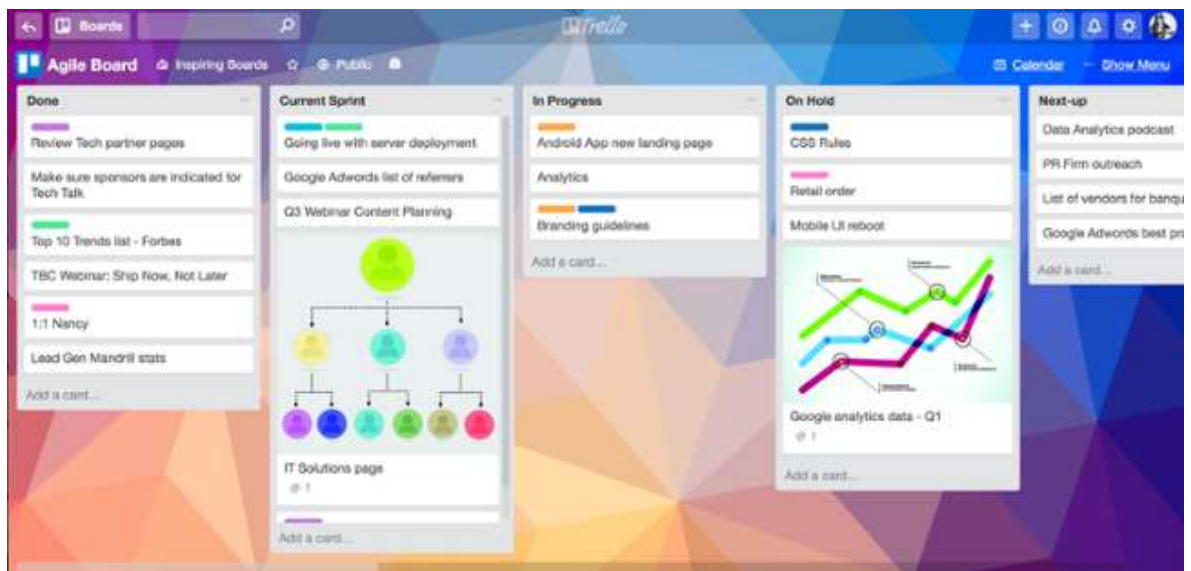 Boards
Trello
Agile Board
Inspiring Boards
Public
Calendar
Show Menu
Done
Review Tech partner pages
Make sure sponsors are indicated for
Tech Talk
Top 10 Trends list - Forbes
TBC Webinar: Ship Now, Not Later
1:1 Nancy
Lead Gen Mandrill stats
Add a card...
Current Sprint
Going live with server deployment
Google Adwords list of referrers
Q3 Webinar Content Planning
IT Solutions page
1
Add a card...
In Progress
Android App new landing page
Analytics
Branding guidelines
Add a card...
On Hold
CSS Rules
Retail order
Mobile UI reboot
Google analytics data - Q1
1
Add a card...
Next-up
Data Analytics podcast
PR Firm outreach
List of vendors for banqu
Google Adwords best pro
Add a card...